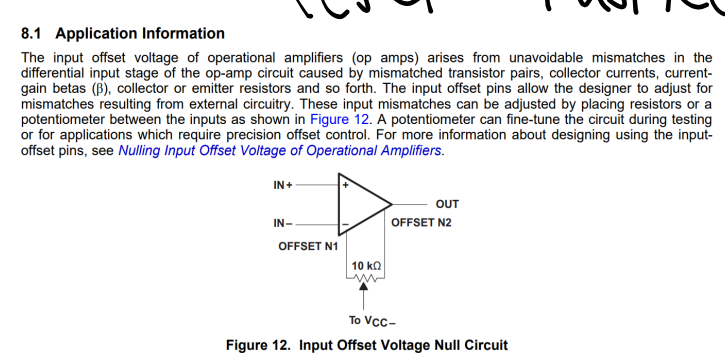 8.1 Application Information
The input offset voltage of operational amplifiers (op amps) arises from unavoidable mismatches in the
differential input stage of the op-amp circuit caused by mismatched transistor pairs, collector currents, current-
gain betas (β), collector or emitter resistors and so forth. The input offset pins allow the designer to adjust for
mismatches resulting from external circuitry. These input mismatches can be adjusted by placing resistors or a
potentiometer between the inputs as shown in Figure 12. A potentiometer can fine-tune the circuit during testing
or for applications which require precision offset control. For more information about designing using the input-
offset pins, see Nulling Input Offset Voltage of Operational Amplifiers.
IN+
+
OUT
IN−
−
OFFSET N2
OFFSET N1
10 kΩ
To VCC−
Figure 12. Input Offset Voltage Null Circuit